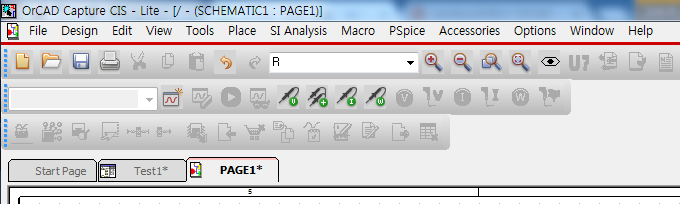 OrCAD Capture CIS - Lite - [/ - (SCHEMATIC1 : PAGE1)]
File Design Edit View Tools Place SI Analysis Macro PSpice Accessories Options Window Help
R U?
V I W V I W
Start Page Test1* PAGE1*
5